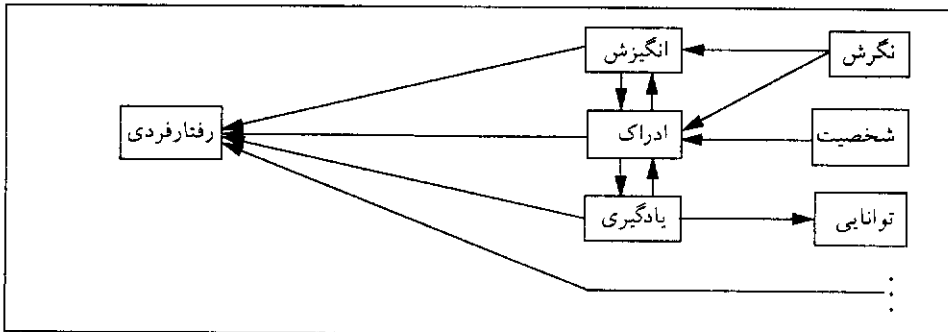 نگرش
انگیزش
شخصیت
ادراک
رفتارفردی
توانایی
یادگیری